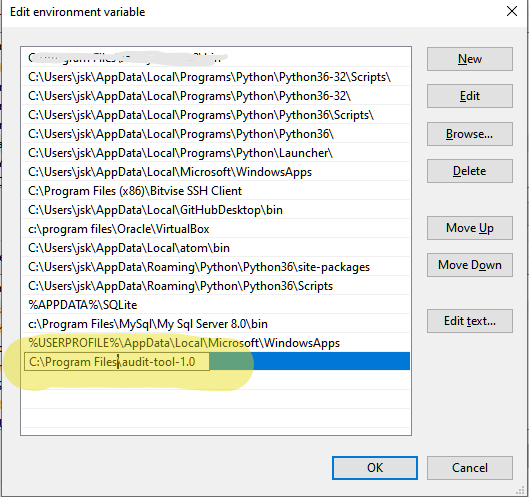 Edit environment variable
C:\Program Files\
C:\Users\jsk\AppData\Local\Programs\Python\Python36-32\Scripts\
C:\Users\jsk\AppData\Local\Programs\Python\Python36-32\
C:\Users\jsk\AppData\Local\Programs\Python\Python36\Scripts\
C:\Users\jsk\AppData\Local\Programs\Python\Python36\
C:\Users\jsk\AppData\Local\Programs\Python\Launcher\
C:\Users\jsk\AppData\Local\Microsoft\WindowsApps
C:\Program Files (x86)\Bitvise SSH Client
C:\Users\jsk\AppData\Local\GitHubDesktop\bin
c:\program files\Oracle\VirtualBox
C:\Users\jsk\AppData\Local\atom\bin
C:\Users\jsk\AppData\Roaming\Python\Python36\site-packages
C:\Users\jsk\AppData\Roaming\Python\Python36\Scripts
%APPDATA%\SQLite
c:\Program Files\MySql\My Sql Server 8.0\bin
%USERPROFILE%\AppData\Local\Microsoft\WindowsApps
C:\Program Files\audit-tool-1.0
New
Edit
Browse...
Delete
Move Up
Move Down
Edit text...
OK
Cancel